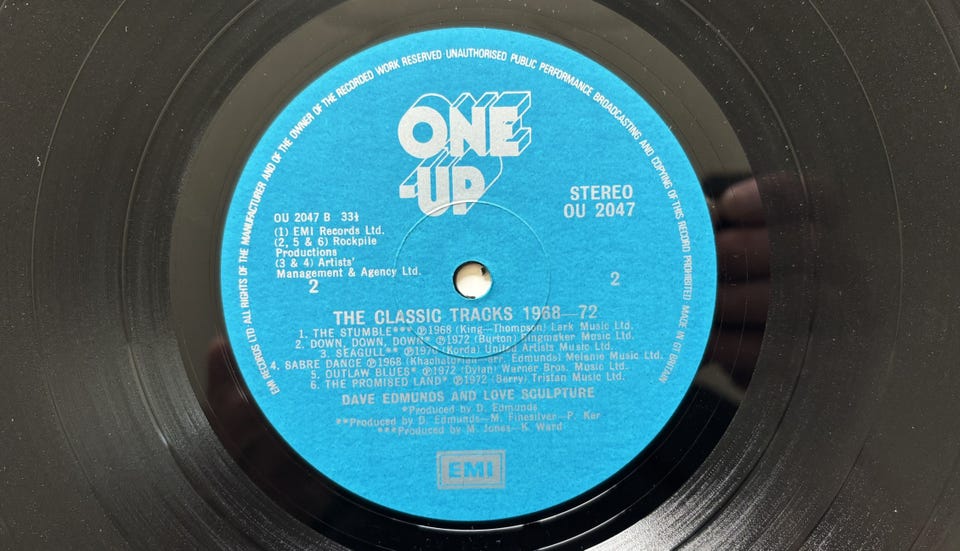 EMI RECORDS LTD ALL RIGHTS OF THE MANUFACTURER AND OF THE OWNER OF THE RECORDED WORK RESERVED · UNAUTHORISED PUBLIC PERFORMANCE BROADCASTING AND COPYING OF THIS RECORD PROHIBITED MADE IN GT BRITAIN
ONE
-UP
STEREO
OU 2047
OU 2047 B 33⅓
(1) EMI Records Ltd.
(2, 5 & 6) Rockpile
Productions
(3 & 4) Artists'
Management & Agency Ltd.
2
2
THE CLASSIC TRACKS 1968—72
1. THE STUMBLE*** ℗1968 (King—Thompson) Lark Music Ltd.
2. DOWN, DOWN, DOWN* ℗1972 (Burton) Kingmaker Music Ltd.
3. SEAGULL** ℗1970 (Korda) United Artists Music Ltd.
4. SABRE DANCE ℗1968 (Khachaturian—arr. Edmunds) Melanie Music Ltd.
5. OUTLAW BLUES* ℗1972 (Dylan) Warner Bros. Music Ltd.
6. THE PROMISED LAND* ℗1972 (Berry) Tristan Music Ltd.
DAVE EDMUNDS AND LOVE SCULPTURE
*Produced by D. Edmunds
**Produced by D. Edmunds—M. Finesilver—P. Ker
***Produced by M. Jones—K. Ward
EMI